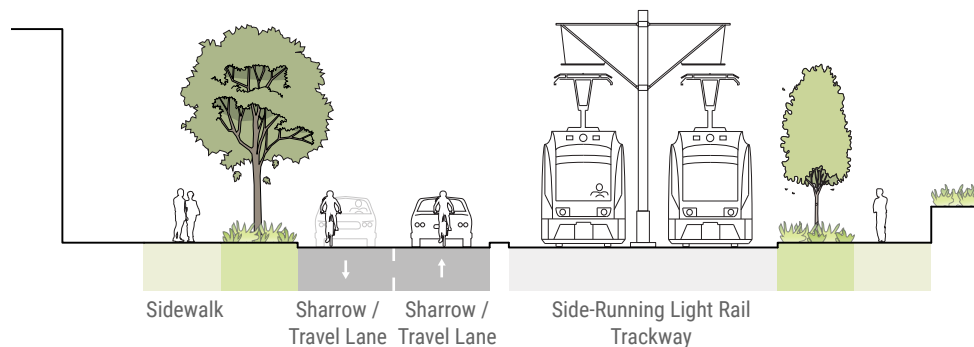 Sidewalk
Sharrow /
Travel Lane
Sharrow /
Travel Lane
Side-Running Light Rail
Trackway